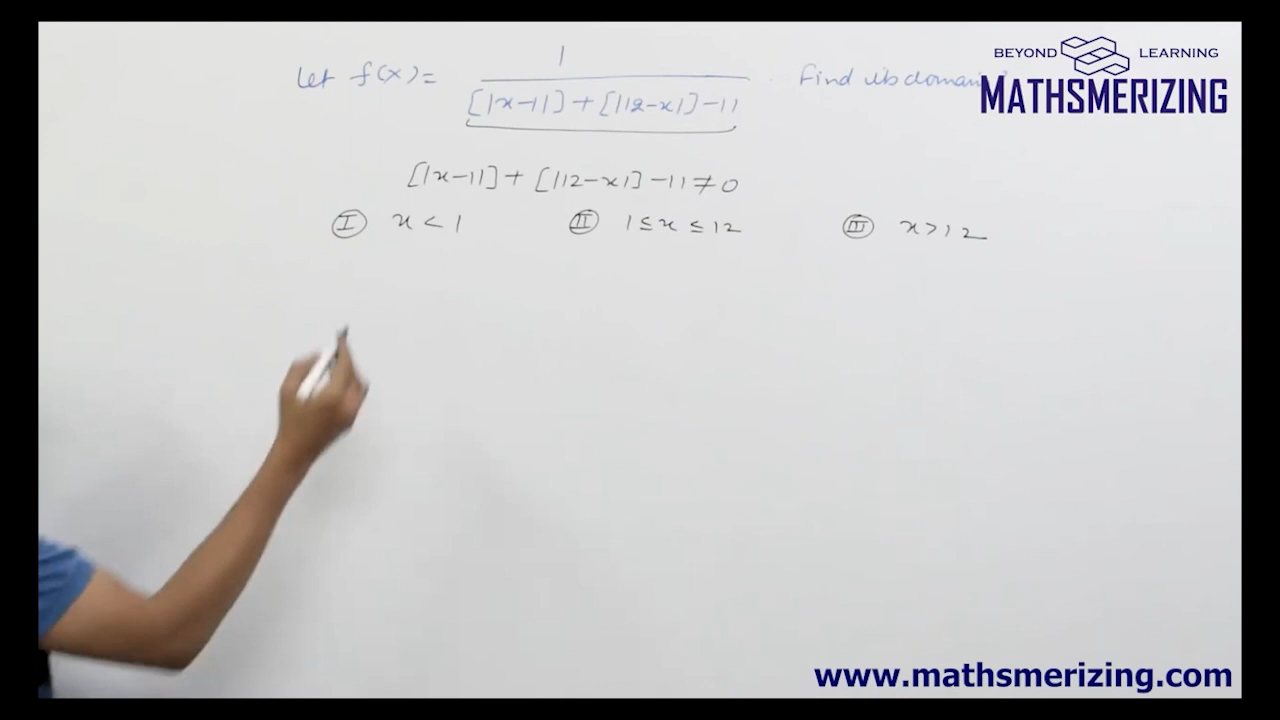 BEYOND LEARNING
MATHSMERIZING
1
Let f(x) = . Find its domain
[|x-1|] + [|12-x|] - 11
[|x-1|] + [|12-x|] - 11 ≠ 0
I x < 1 II 1 ≤ x ≤ 12 III x > 12
www.mathsmerizing.com